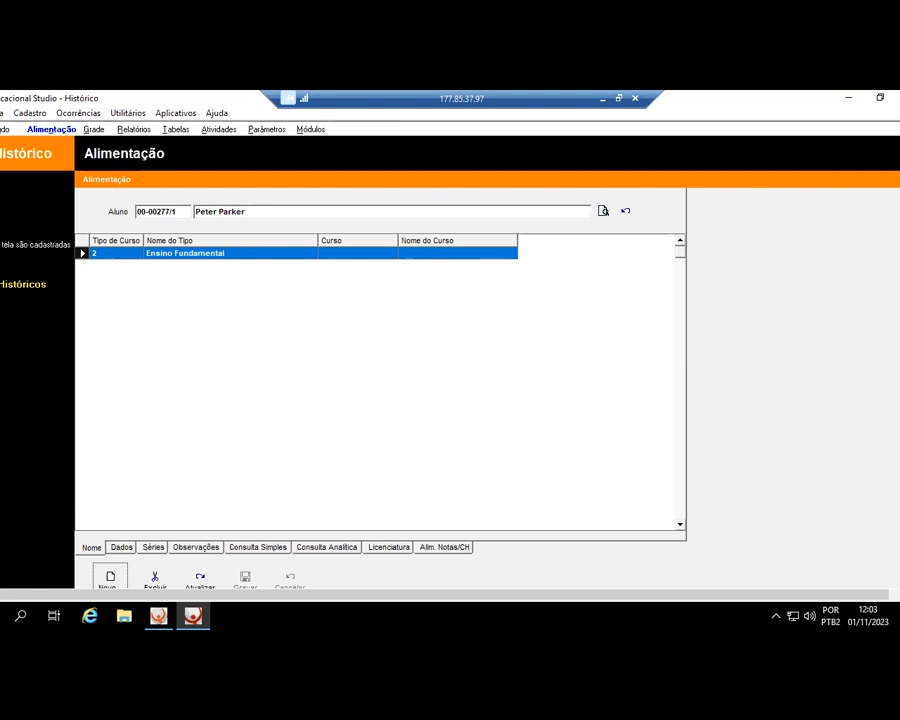 cacional Studio - Histórico
177.85.37.97
a Cadastro Ocorrências Utilitários Aplicativos Ajuda
do Alimentação Grade Relatórios Tabelas Atividades Parâmetros Módulos
istórico Alimentação
Alimentação
Aluno 00-00277/1 Peter Parker
tela são cadastradas
Tipo de Curso Nome do Tipo Curso Nome do Curso
2 Ensino Fundamental
Históricos
Nome Dados Séries Observações Consulta Simples Consulta Analítica Licenciatura Alim. Notas/CH
Novo Excluir Atualizar Gravar Cancelar
POR 12:03
PTB2 01/11/2023